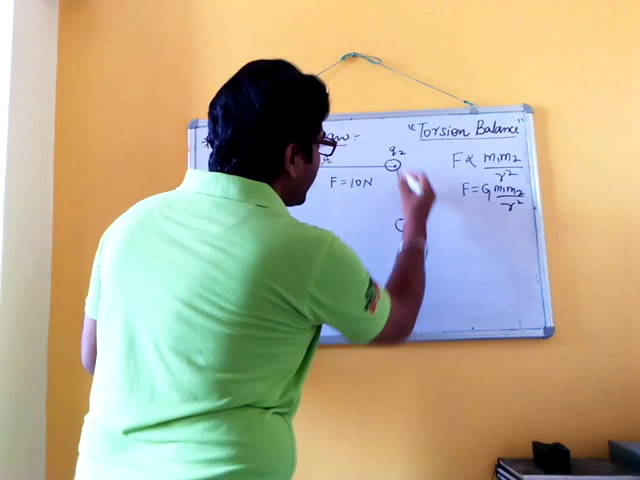 "Torsion Balance"
q₂
r
F = 10N
F ∝ m₁m₂/r²
F = G m₁m₂/r²